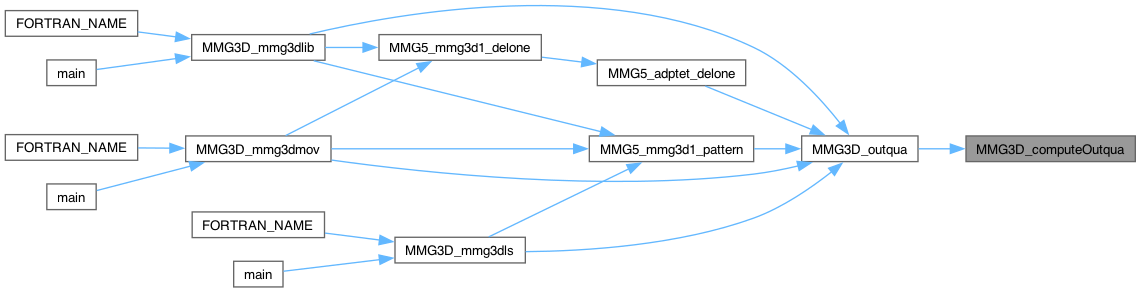 FORTRAN_NAME
MMG3D_mmg3dlib
MMG5_mmg3d1_delone
main
MMG5_adptet_delone
FORTRAN_NAME
MMG3D_mmg3dmov
MMG5_mmg3d1_pattern
MMG3D_outqua
MMG3D_computeOutqua
main
FORTRAN_NAME
MMG3D_mmg3dls
main